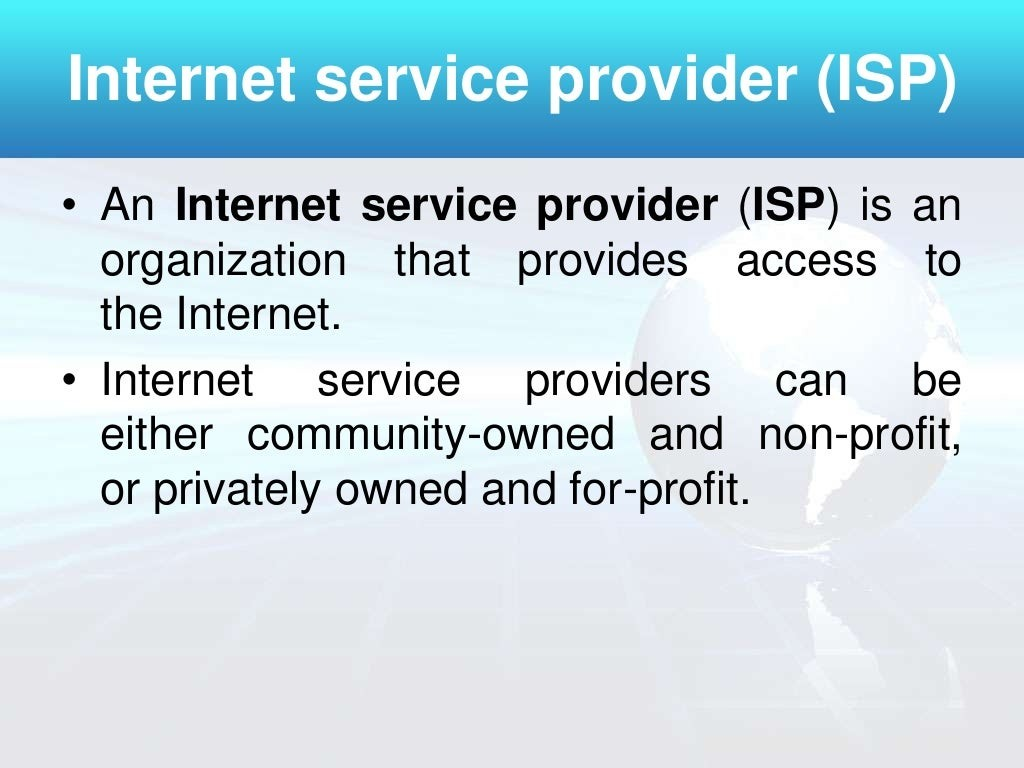 Internet service provider (ISP)
• An Internet service provider (ISP) is an
organization that provides access to
the Internet.
• Internet service providers can be
either community-owned and non-profit,
or privately owned and for-profit.